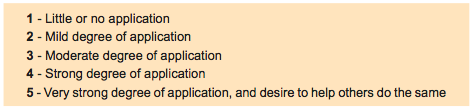 1 - Little or no application
2 - Mild degree of application
3 - Moderate degree of application
4 - Strong degree of application
5 - Very strong degree of application, and desire to help others do the same